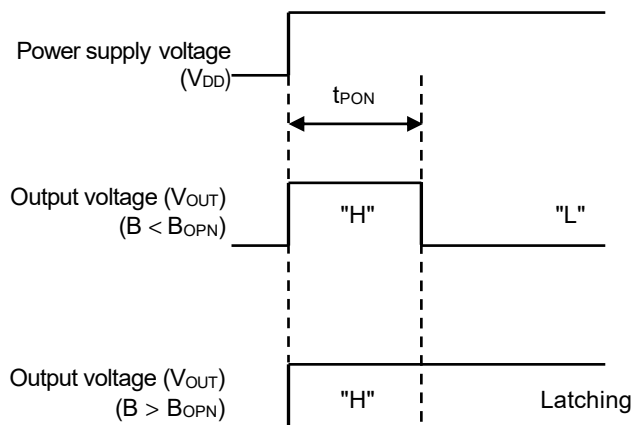 Power supply voltage
(VDD)
tPON
Output voltage (VOUT)
(B < BOPN)
"H"
"L"
Output voltage (VOUT)
(B > BOPN)
"H"
Latching